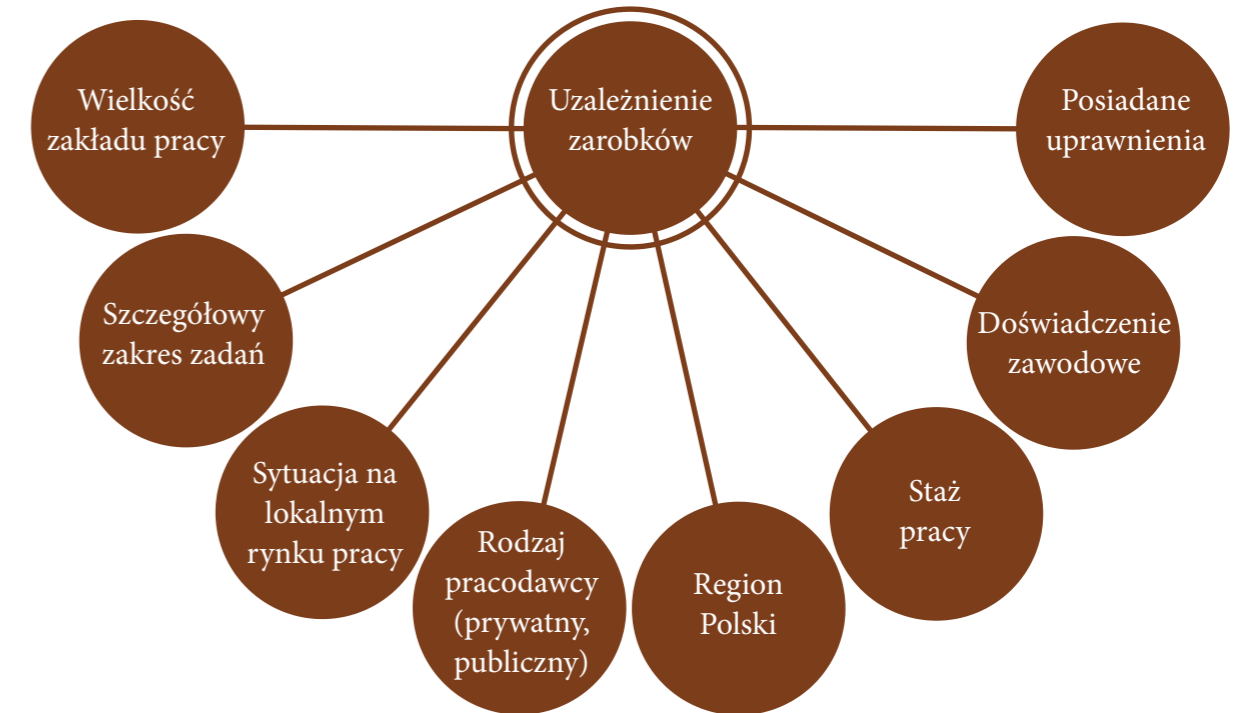 Uzależnienie
zarobków
Wielkość
zakładu pracy
Szczegółowy
zakres zadań
Sytuacja na
lokalnym
rynku pracy
Rodzaj
pracodawcy
(prywatny,
publiczny)
Region
Polski
Staż
pracy
Doświadczenie
zawodowe
Posiadane
uprawnienia